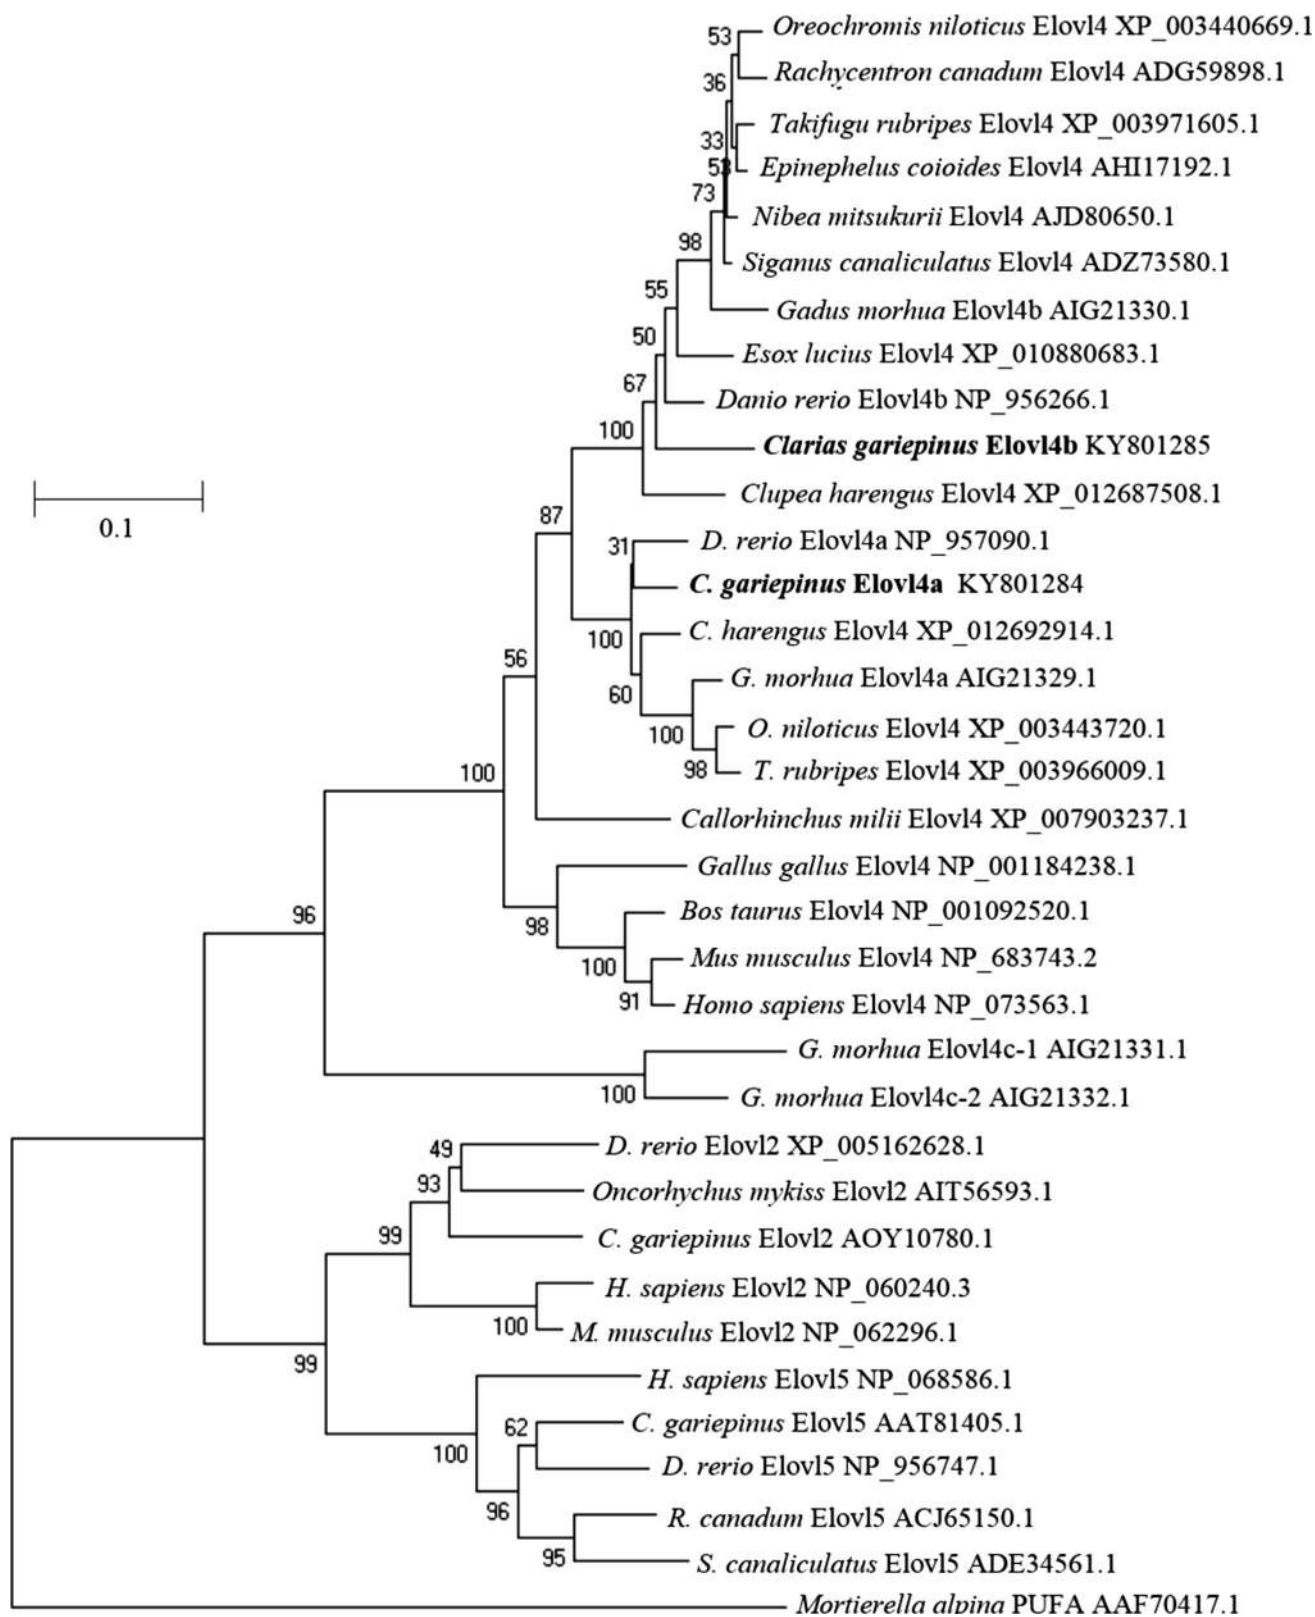 53
Oreochromis niloticus Elovl4 XP_003440669.1
Rachycentron canadum Elovl4 ADG59898.1
36
Takifugu rubripes Elovl4 XP_003971605.1
33
Epinephelus coioides Elovl4 AHI17192.1
53
73
Nibea mitsukurii Elovl4 AJD80650.1
98
Siganus canaliculatus Elovl4 ADZ73580.1
55
Gadus morhua Elovl4b AIG21330.1
50
Esox lucius Elovl4 XP_010880683.1
67
Danio rerio Elovl4b NP_956266.1
100
Clarias gariepinus Elovl4b KY801285
Clupea harengus Elovl4 XP_012687508.1
0.1
87
31
D. rerio Elovl4a NP_957090.1
C. gariepinus Elovl4a KY801284
100
C. harengus Elovl4 XP_012692914.1
56
60
G. morhua Elovl4a AIG21329.1
100
O. niloticus Elovl4 XP_003443720.1
98
T. rubripes Elovl4 XP_003966009.1
100
Callorhinchus milii Elovl4 XP_007903237.1
Gallus gallus Elovl4 NP_001184238.1
96
98
Bos taurus Elovl4 NP_001092520.1
100
Mus musculus Elovl4 NP_683743.2
91
Homo sapiens Elovl4 NP_073563.1
G. morhua Elovl4c-1 AIG21331.1
100
G. morhua Elovl4c-2 AIG21332.1
49
D. rerio Elovl2 XP_005162628.1
93
Oncorhychus mykiss Elovl2 AIT56593.1
99
C. gariepinus Elovl2 AOY10780.1
H. sapiens Elovl2 NP_060240.3
100
M. musculus Elovl2 NP_062296.1
99
H. sapiens Elovl5 NP_068586.1
62
C. gariepinus Elovl5 AAT81405.1
100
D. rerio Elovl5 NP_956747.1
96
R. canadum Elovl5 ACJ65150.1
95
S. canaliculatus Elovl5 ADE34561.1
Mortierella alpina PUFA AAF70417.1